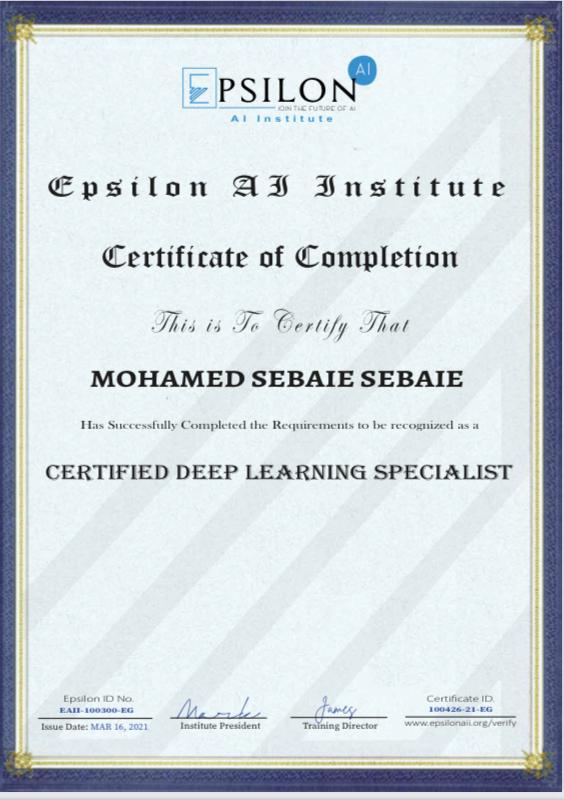 EPSILON AI
JOIN THE FUTURE OF AI
AI Institute
Epsilon AI Institute
Certificate of Completion
This is To Certify That
MOHAMED SEBAIE SEBAIE
Has Successfully Completed the Requirements to be recognized as a
CERTIFIED DEEP LEARNING SPECIALIST
Epsilon ID No.
EAII-100300-EG
Issue Date: MAR 16, 2021
Mark
Institute President
James
Training Director
Certificate ID.
100426-21-EG
www.epsilonaii.org/verify